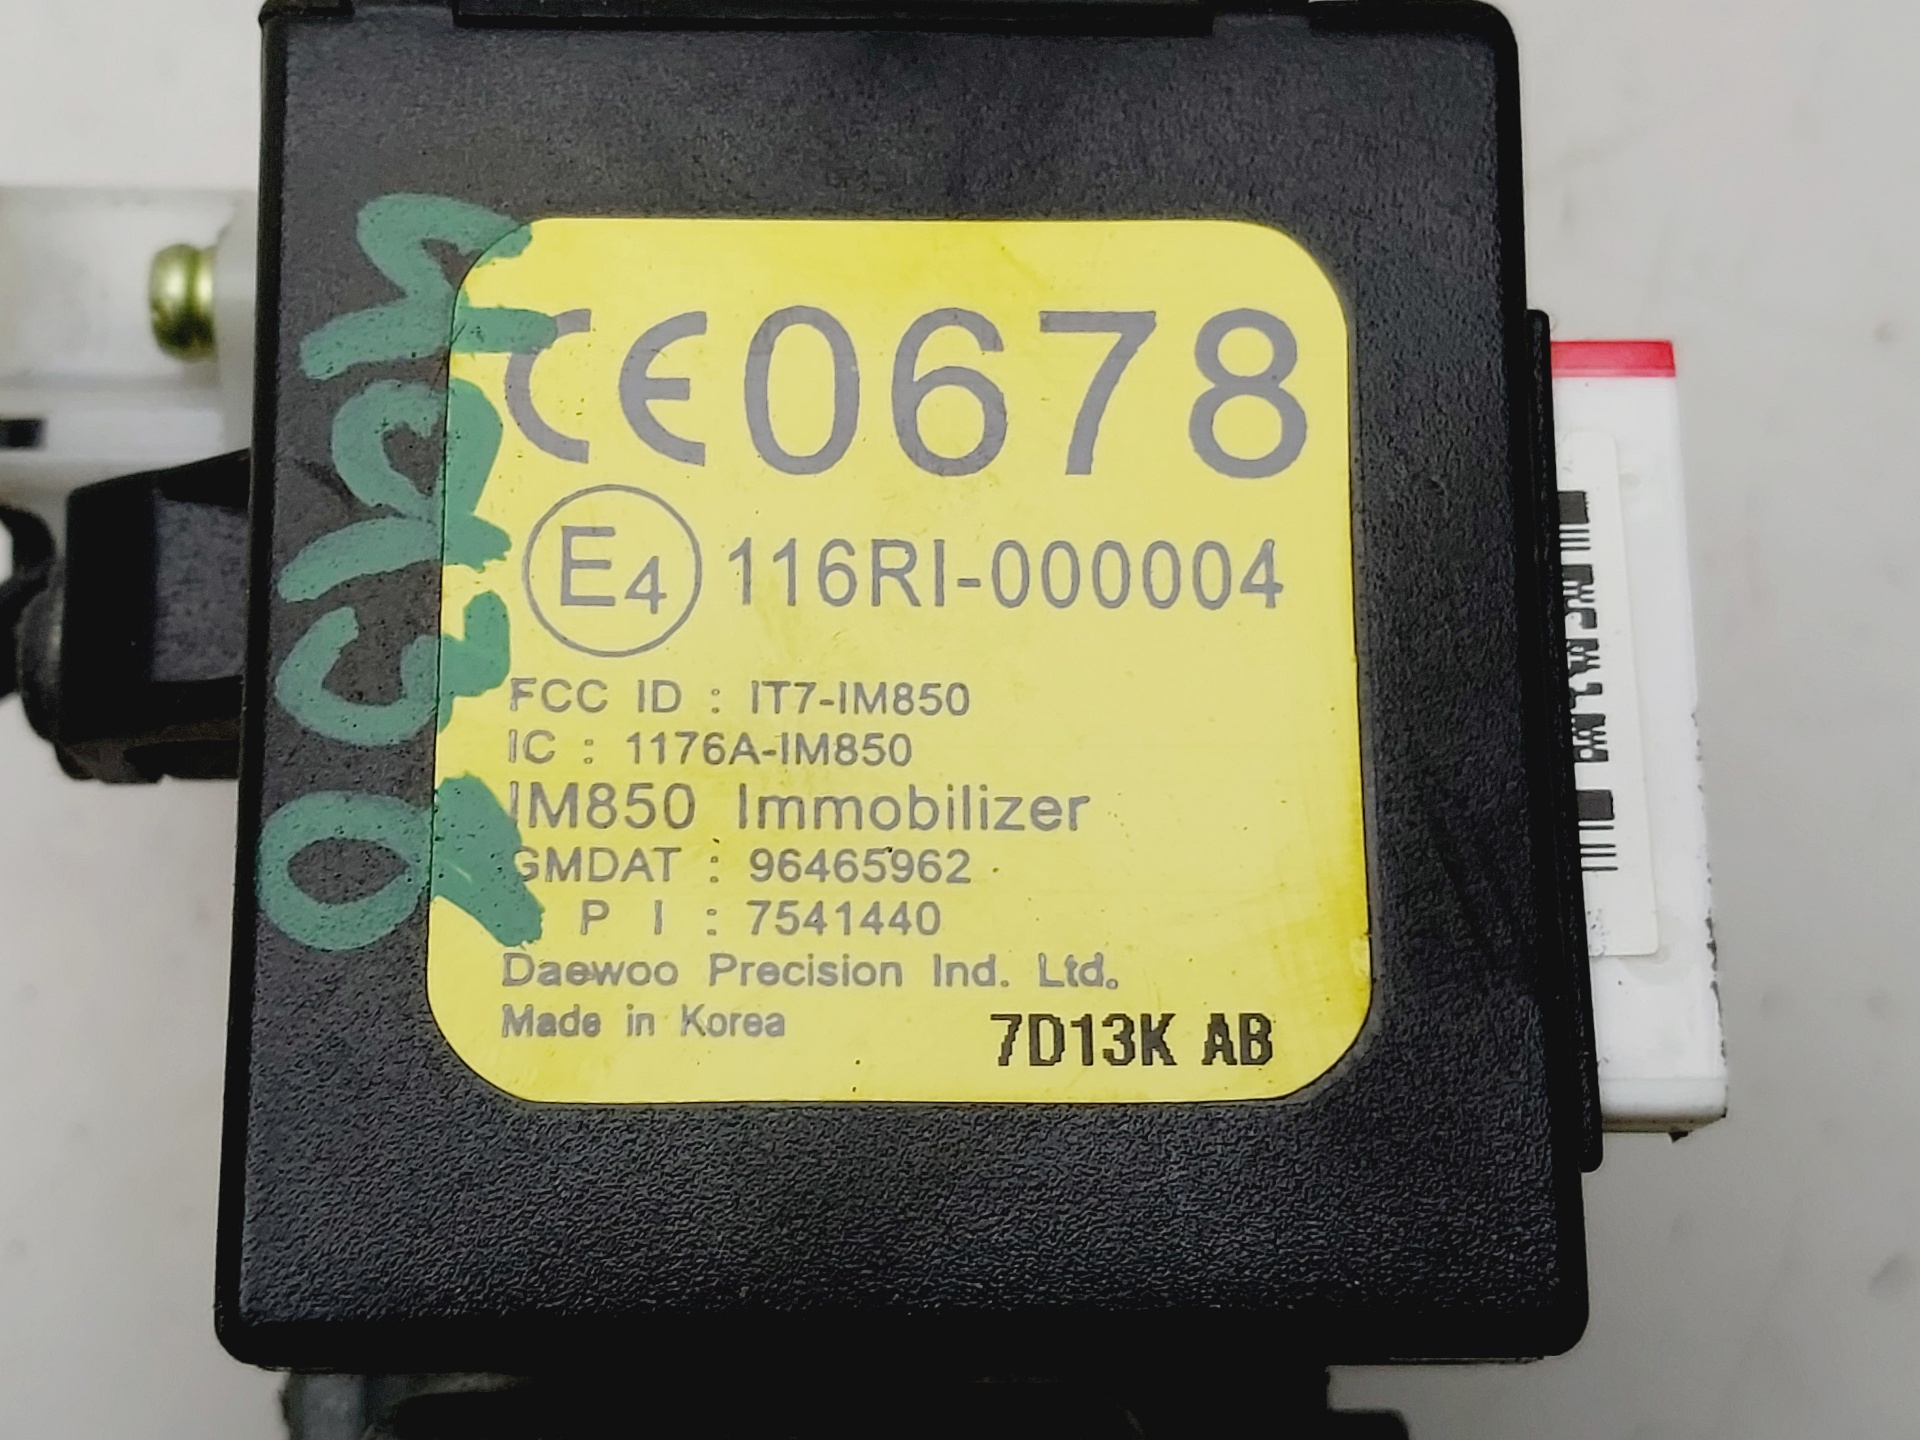 CE0678
E4 116RI-000004
FCC ID : IT7-IM850
IC : 1176A-IM850
IM850 Immobilizer
GMDAT : 96465962
P I : 7541440
Daewoo Precision Ind. Ltd.
Made in Korea 7D13K AB